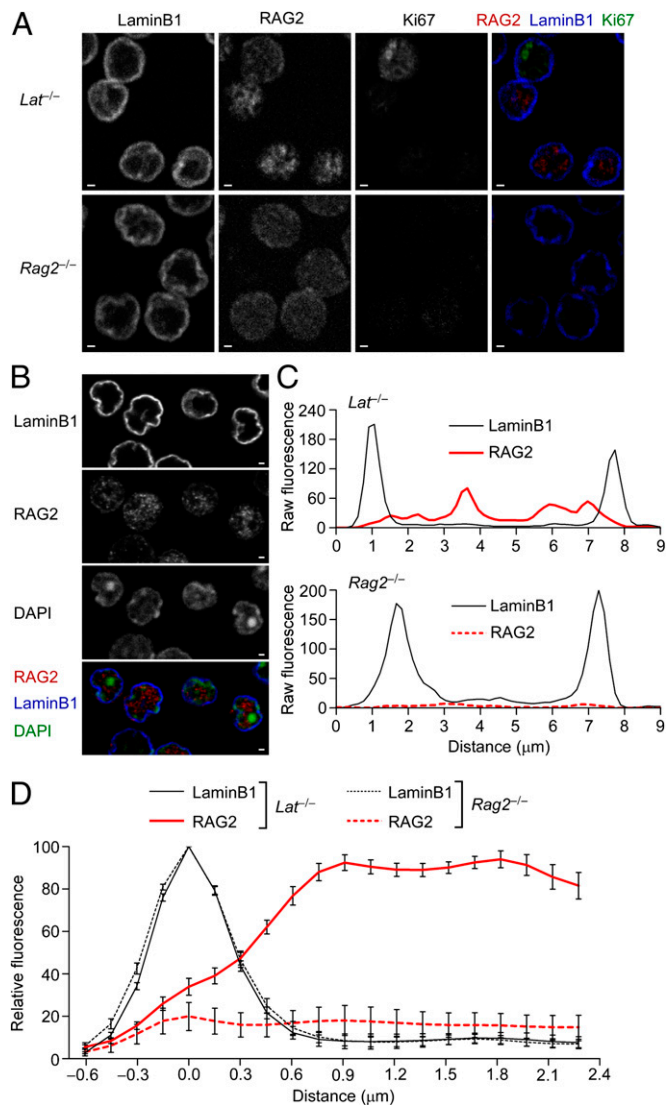 A
LaminB1 RAG2 Ki67 RAG2 LaminB1 Ki67
Lat–/–
Rag2–/–
B
LaminB1
RAG2
DAPI
RAG2
LaminB1
DAPI
C
Lat–/–
LaminB1
RAG2
Raw fluorescence
240
180
120
60
0
0 1 2 3 4 5 6 7 8 9
Rag2–/–
LaminB1
RAG2
Raw fluorescence
200
150
100
50
0
0 1 2 3 4 5 6 7 8 9
Distance (μm)
D
LaminB1 Lat–/– LaminB1 Rag2–/–
RAG2 RAG2
Relative fluorescence
100
80
60
40
20
0
–0.6 –0.3 0.0 0.3 0.6 0.9 1.2 1.5 1.8 2.1 2.4
Distance (μm)